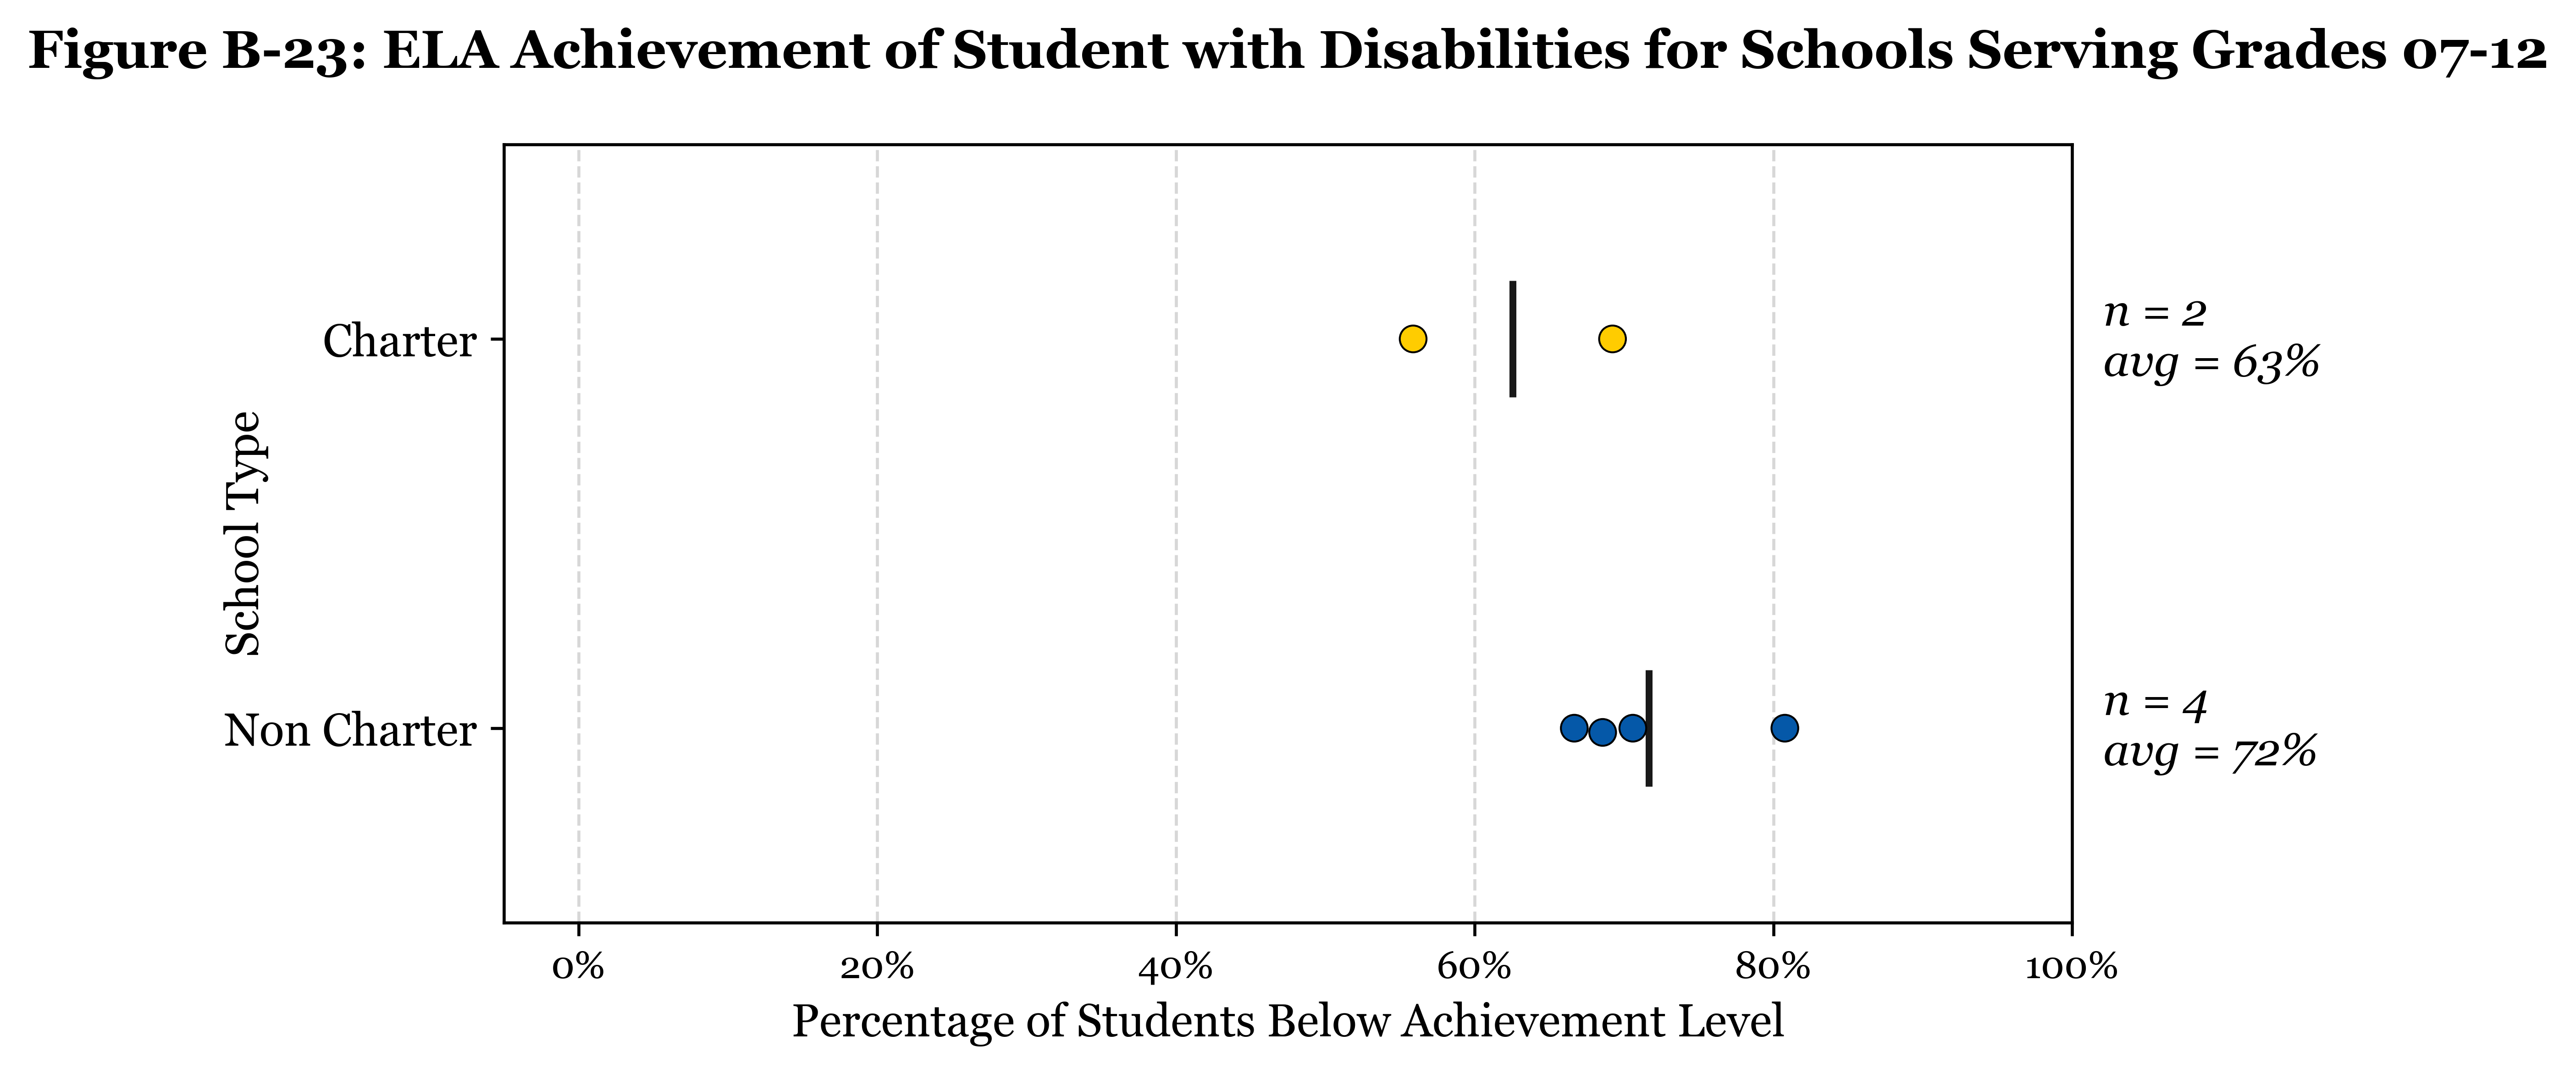 Figure B-23: ELA Achievement of Student with Disabilities for Schools Serving Grades 07-12
School Type
Charter
n = 2
avg = 63%
Non Charter
n = 4
avg = 72%
0% 20% 40% 60% 80% 100%
Percentage of Students Below Achievement Level